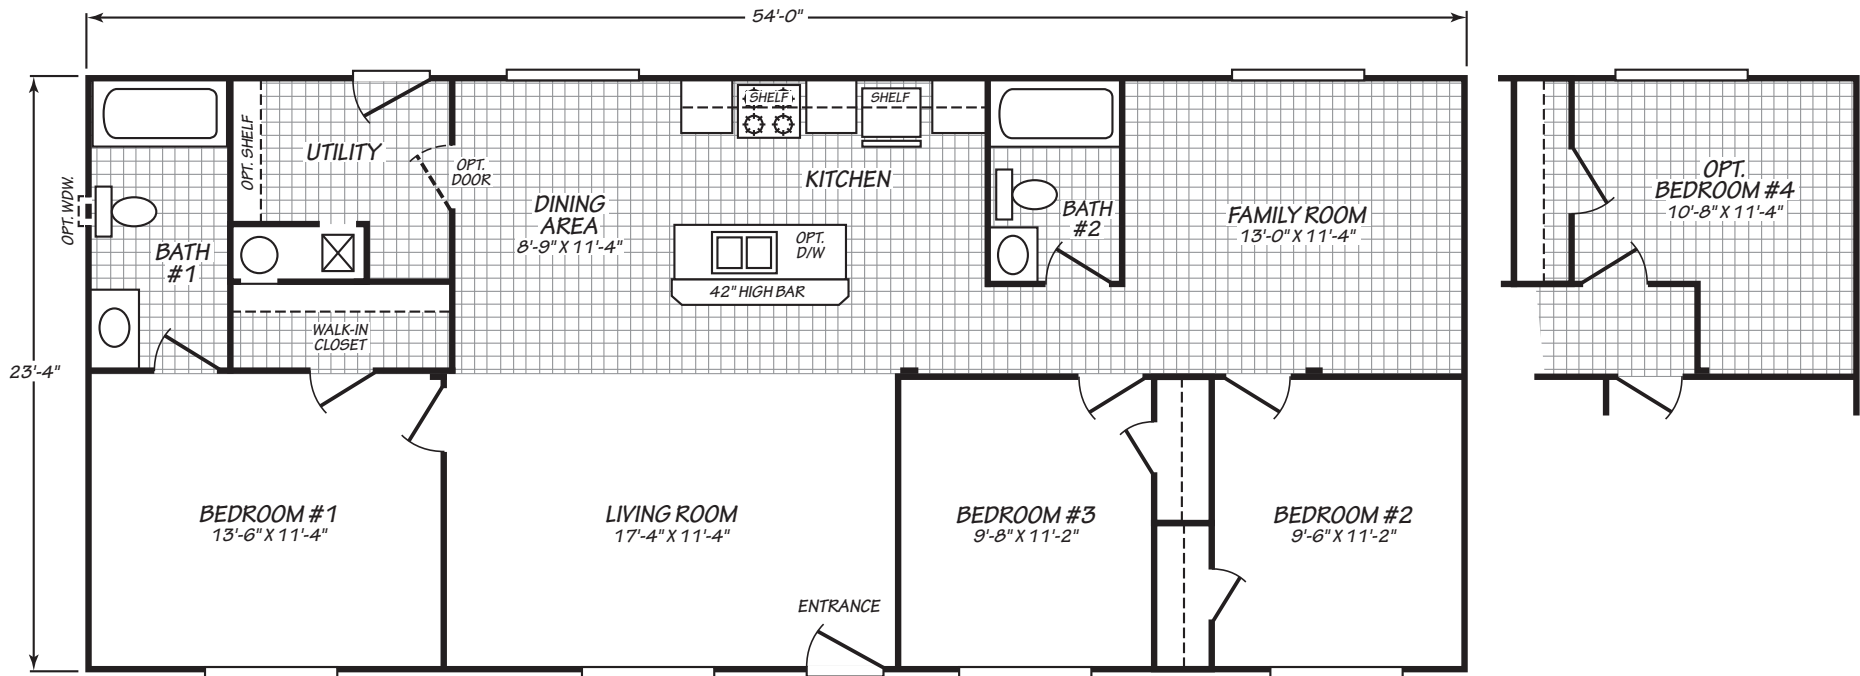 54'-0"
23'-4"
OPT. WDW.
BATH
#1
OPT. SHELF
UTILITY
OPT.
DOOR
WALK-IN
CLOSET
DINING
AREA
8'-9" X 11'-4"
SHELF
SHELF
KITCHEN
OPT.
D/W
42" HIGH BAR
BATH
#2
FAMILY ROOM
13'-0" X 11'-4"
OPT.
BEDROOM #4
10'-8" X 11'-4"
BEDROOM #1
13'-6" X 11'-4"
LIVING ROOM
17'-4" X 11'-4"
ENTRANCE
BEDROOM #3
9'-8" X 11'-2"
BEDROOM #2
9'-6" X 11'-2"